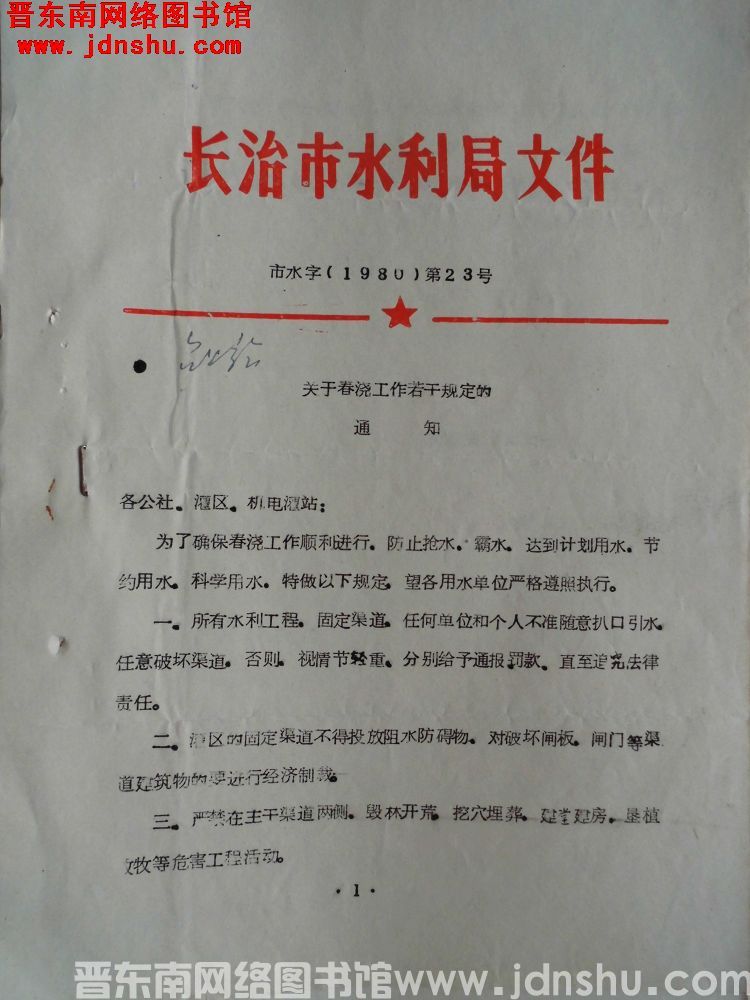 晋东南网络图书馆
www.jdnshu.com
长治市水利局文件
市水字(1980)第23号
关于春浇工作若干规定的
通 知
各公社、灌区、机电灌站:
为了确保春浇工作顺利进行。防止抢水、霸水。达到计划用水。节
约用水。科学用水。特做以下规定。望各用水单位严格遵照执行。
一。所有水利工程。固定渠道。任何单位和个人不准随意扒口引水
任意破坏渠道。否则。视情节轻重。分别给予通报罚款。直至追究法律
责任。
二。灌区的固定渠道不得投放阻水防碍物。对破坏闸板。闸门等渠
道建筑物的要进行经济制裁。
三。严禁在主干渠道两侧。毁林开荒。挖穴埋葬。建房。垦植
放牧等危害工程活动。
·1·
晋东南网络图书馆www.jdnshu.com